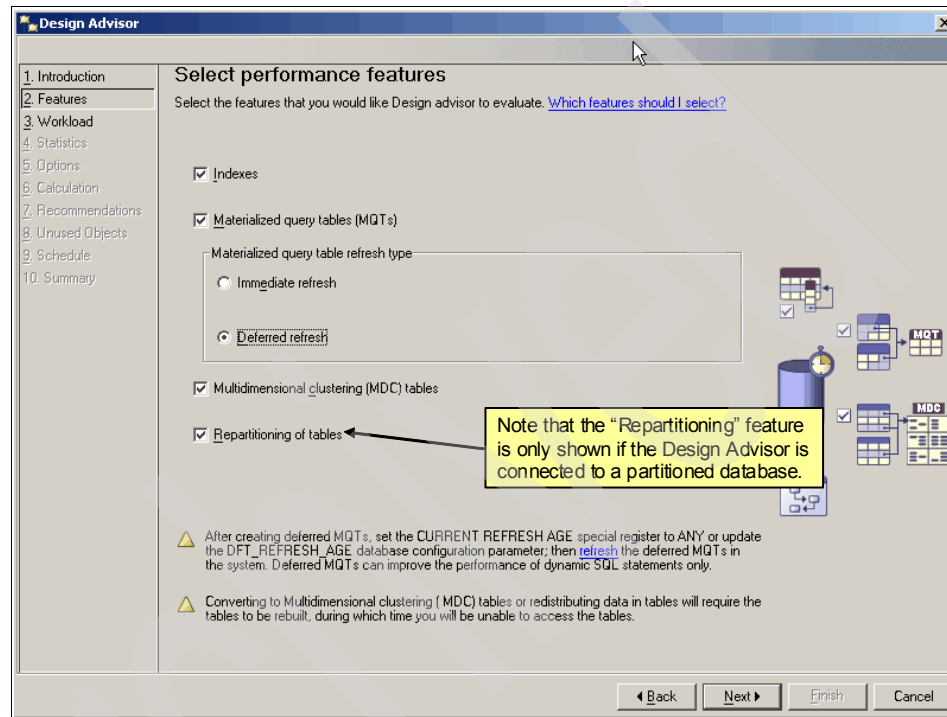 Design Advisor
1. Introduction
2. Features
3. Workload
4. Statistics
5. Options
6. Calculation
7. Recommendations
8. Unused Objects
9. Schedule
10. Summary
Select performance features
Select the features that you would like Design advisor to evaluate. Which features should I select?
Indexes
Materialized query tables (MQTs)
Materialized query table refresh type
Immediate refresh
Deferred refresh
Multidimensional clustering (MDC) tables
Repartitioning of tables
Note that the “Repartitioning” feature
is only shown if the Design Advisor is
connected to a partitioned database.
MQT
MDC
After creating deferred MQTs, set the CURRENT REFRESH AGE special register to ANY or update
the DFT_REFRESH_AGE database configuration parameter; then refresh the deferred MQTs in
the system. Deferred MQTs can improve the performance of dynamic SQL statements only.
Converting to Multidimensional clustering ( MDC) tables or redistributing data in tables will require the
tables to be rebuilt, during which time you will be unable to access the tables.
Back
Next
Finish
Cancel